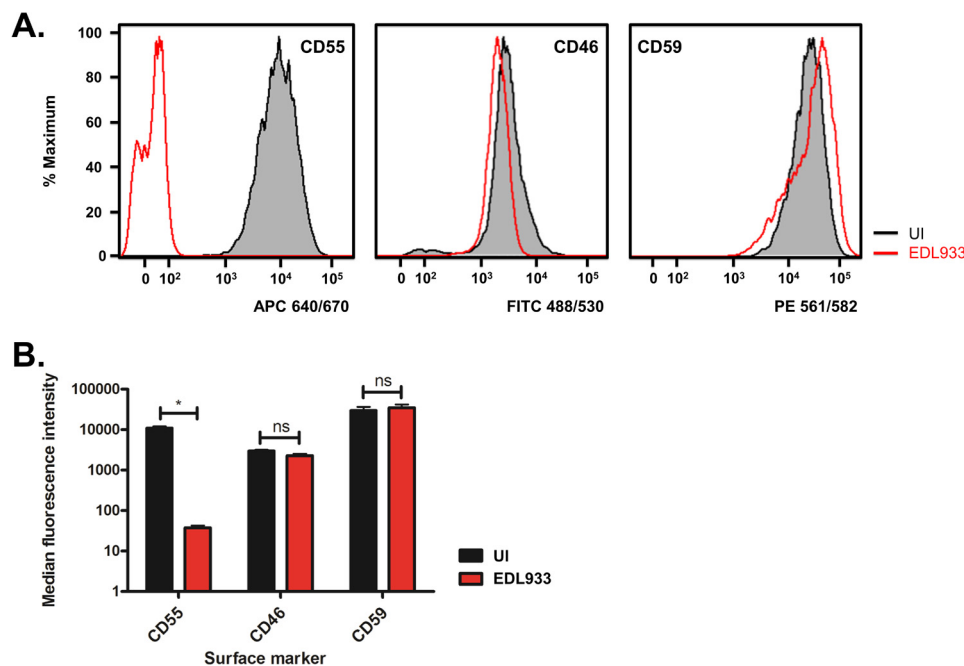 A.
CD55
CD46
CD59
% Maximum
100
80
60
40
20
0
0 10² 10³ 10⁴ 10⁵
0 10² 10³ 10⁴ 10⁵
0 10² 10³ 10⁴ 10⁵
APC 640/670
FITC 488/530
PE 561/582
UI
EDL933
B.
Median fluorescence intensity
100000
10000
1000
100
10
1
*
ns
ns
CD55
CD46
CD59
Surface marker
UI
EDL933